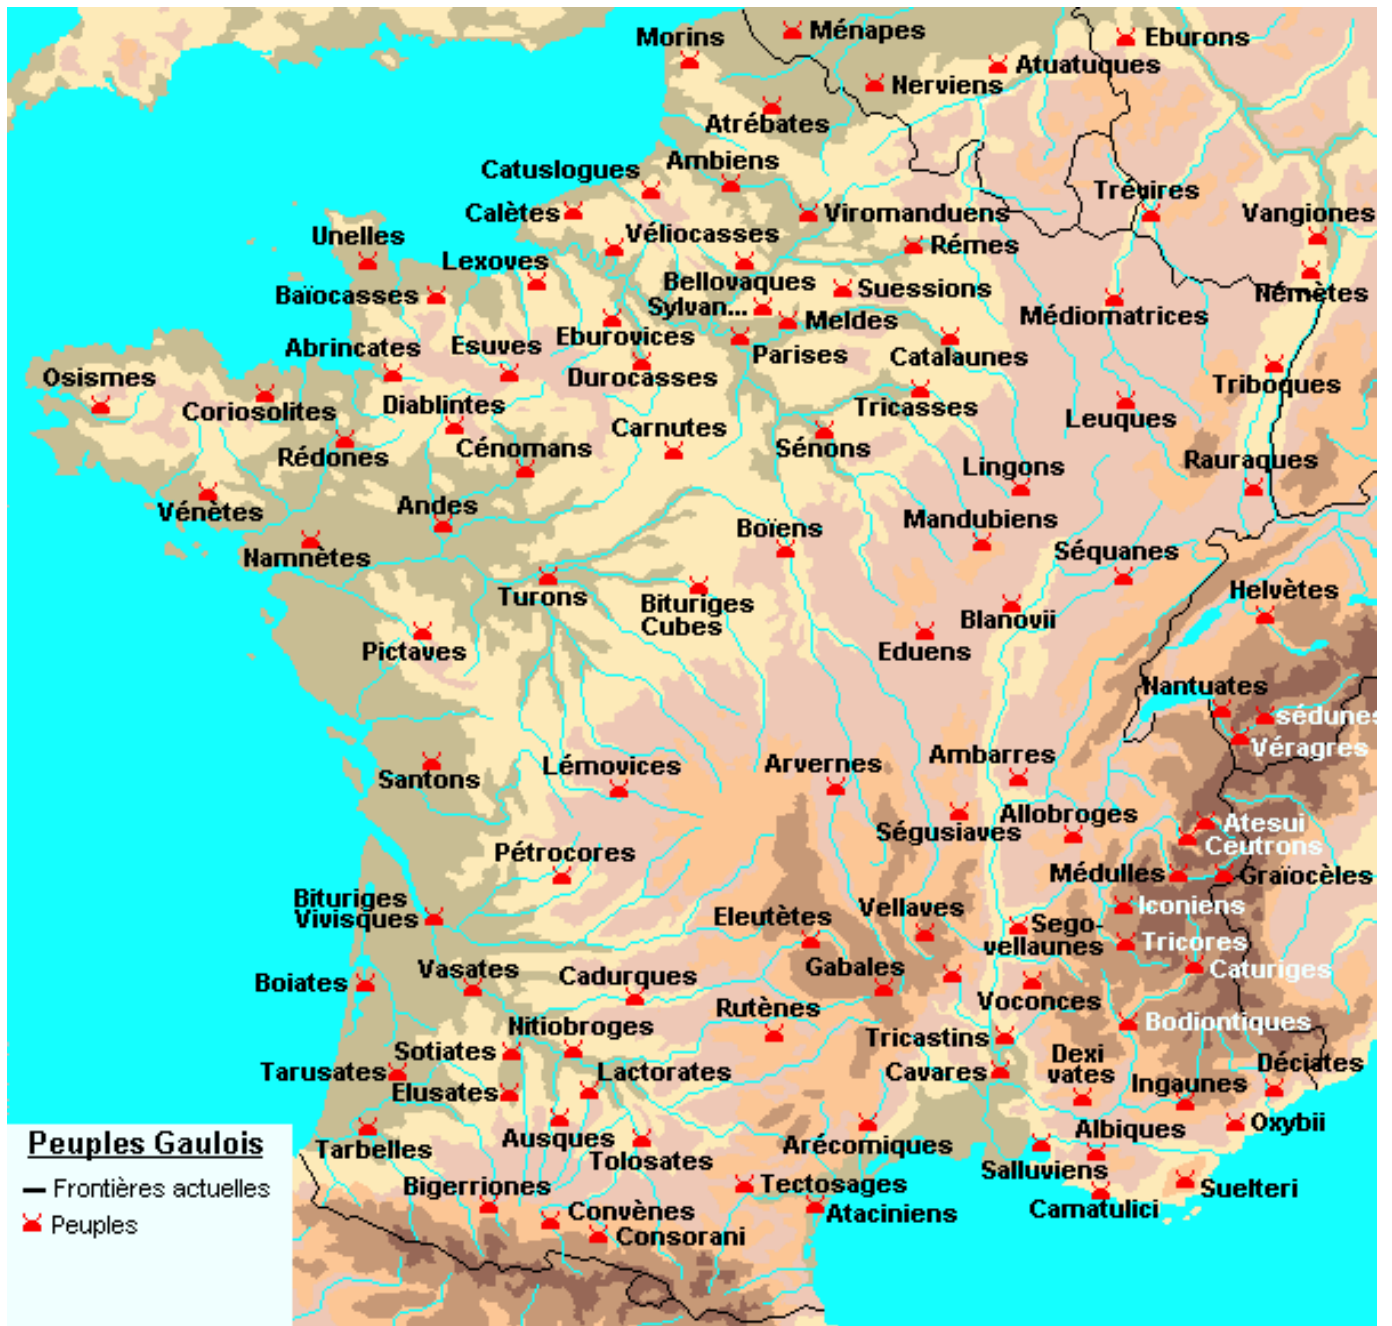 Morins
Ménapes
Eburons
Atuatuques
Nerviens
Atrébates
Ambiens
Catuslogues
Calètes
Viromanduens
Trévires
Vangiones
Unelles
Véliocasses
Rémes
Lexoves
Bellovaques
Suessions
Némètes
Baïocasses
Sylvan...
Meldes
Médiomatrices
Eburovices
Abrincates
Esuves
Parises
Catalaunes
Osismes
Durocasses
Triboques
Coriosolites
Diablintes
Tricasses
Leuques
Carnutes
Cénomans
Sénons
Rédones
Lingons
Rauraques
Vénètes
Andes
Mandubiens
Boïens
Namnètes
Séquanes
Turons
Bituriges
Cubes
Blanovii
Helvètes
Pictaves
Eduens
Nantuates
sédunes
Véragres
Santons
Lémovices
Arvernes
Ambarres
Ségusiaves
Allobroges
Atesui
Ceutrons
Pétrocores
Médulles
Graïocèles
Bituriges
Vivisques
Eleutètes
Vellaves
Iconiens
Sego-
vellaunes
Tricores
Boiates
Vasates
Cadurques
Gabales
Caturiges
Voconces
Nitiobroges
Rutènes
Bodiontiques
Sotiates
Tricastins
Tarusates
Lactorates
Cavares
Dexi
vates
Déciates
Elusates
Ingaunes
Tarbelles
Ausques
Tolosates
Arécomiques
Albiques
Oxybii
Salluviens
Bigerriones
Tectosages
Suelteri
Convènes
Ataciniens
Camatulici
Consorani
Peuples Gaulois
Frontières actuelles
Peuples